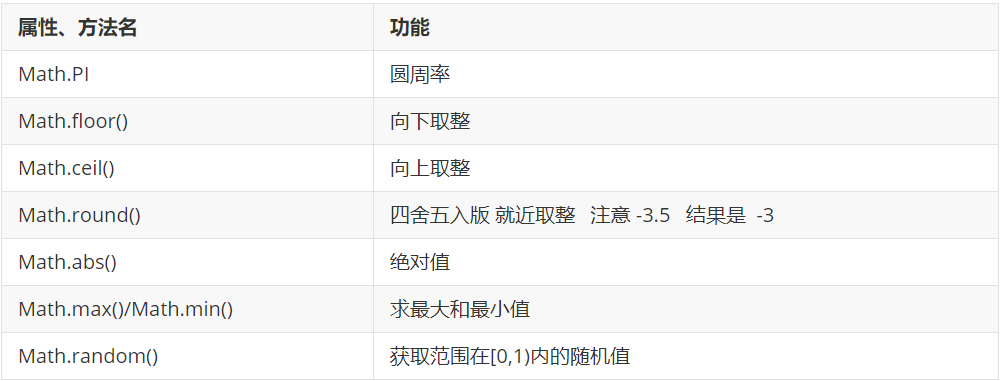 属性、方法名 功能
Math.PI 圆周率
Math.floor() 向下取整
Math.ceil() 向上取整
Math.round() 四舍五入版 就近取整 注意 -3.5 结果是 -3
Math.abs() 绝对值
Math.max()/Math.min() 求最大和最小值
Math.random() 获取范围在[0,1)内的随机值